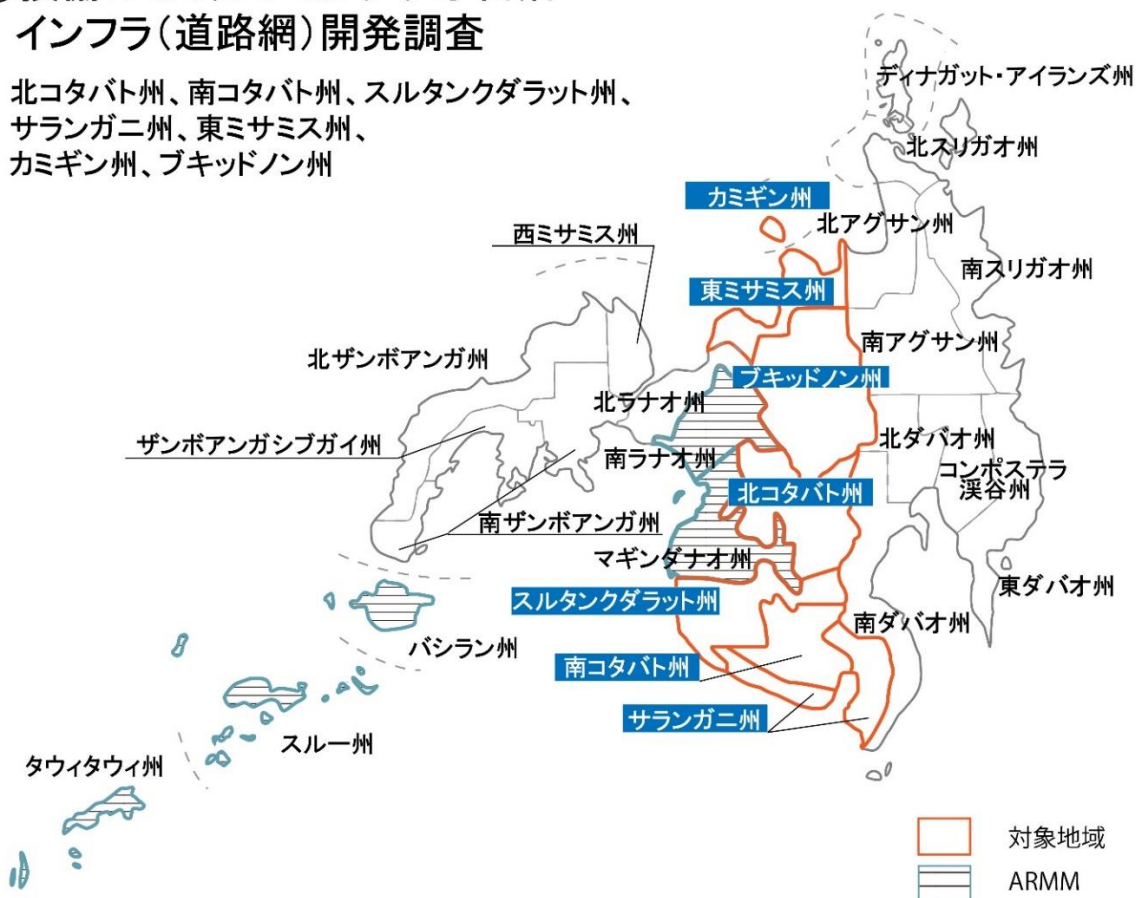 インフラ(道路網)開発調査
北コタバト州、南コタバト州、スルタンクダラット州、
サランガニ州、東ミサミス州、
カミギン州、ブキッドノン州
ディナガット・アイランズ州
北スリガオ州
カミギン州
北アグサン州
西ミサミス州
南スリガオ州
東ミサミス州
南アグサン州
北ザンボアンガ州
ブキッドノン州
北ラナオ州
北ダバオ州
ザンボアンガシブガイ州
南ラナオ州
コンポステラ
渓谷州
北コタバト州
南ザンボアンガ州
マギンダナオ州
東ダバオ州
スルタンクダラット州
南ダバオ州
バシラン州
南コタバト州
サランガニ州
スルー州
タウィタウィ州
対象地域
ARMM